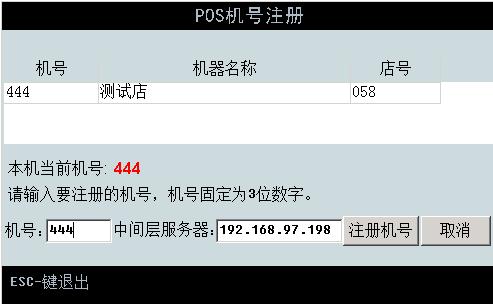 POS机号注册
机号 机器名称 店号
444 测试店 058
本机当前机号: 444
请输入要注册的机号，机号固定为3位数字。
机号: 444 中间层服务器: 192.168.97.198 注册机号 取消
ESC-键退出